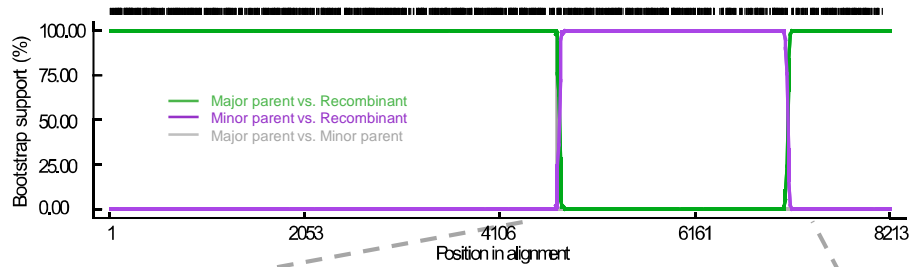 100.00
75.00
50.00
25.00
0.00
Bootstrap support (%)
Major parent vs. Recombinant
Minor parent vs. Recombinant
Major parent vs. Minor parent
1 2053 4106 6161 8213
Position in alignment